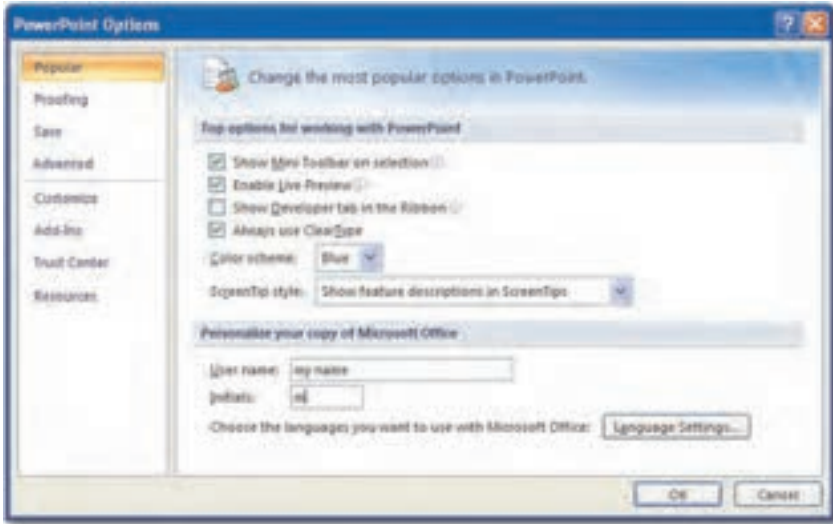 PowerPoint Options
Popular
Proofing
Save
Advanced
Customize
Add-Ins
Trust Center
Resources
Change the most popular options in PowerPoint.
Top options for working with PowerPoint
Show Mini Toolbar on selection
Enable Live Preview
Show Developer tab in the Ribbon
Always use ClearType
Color scheme: Blue
ScreenTip style: Show feature descriptions in ScreenTips
Personalize your copy of Microsoft Office
User name: my name
Initials:
Choose the languages you want to use with Microsoft Office: Language Settings...
OK Cancel